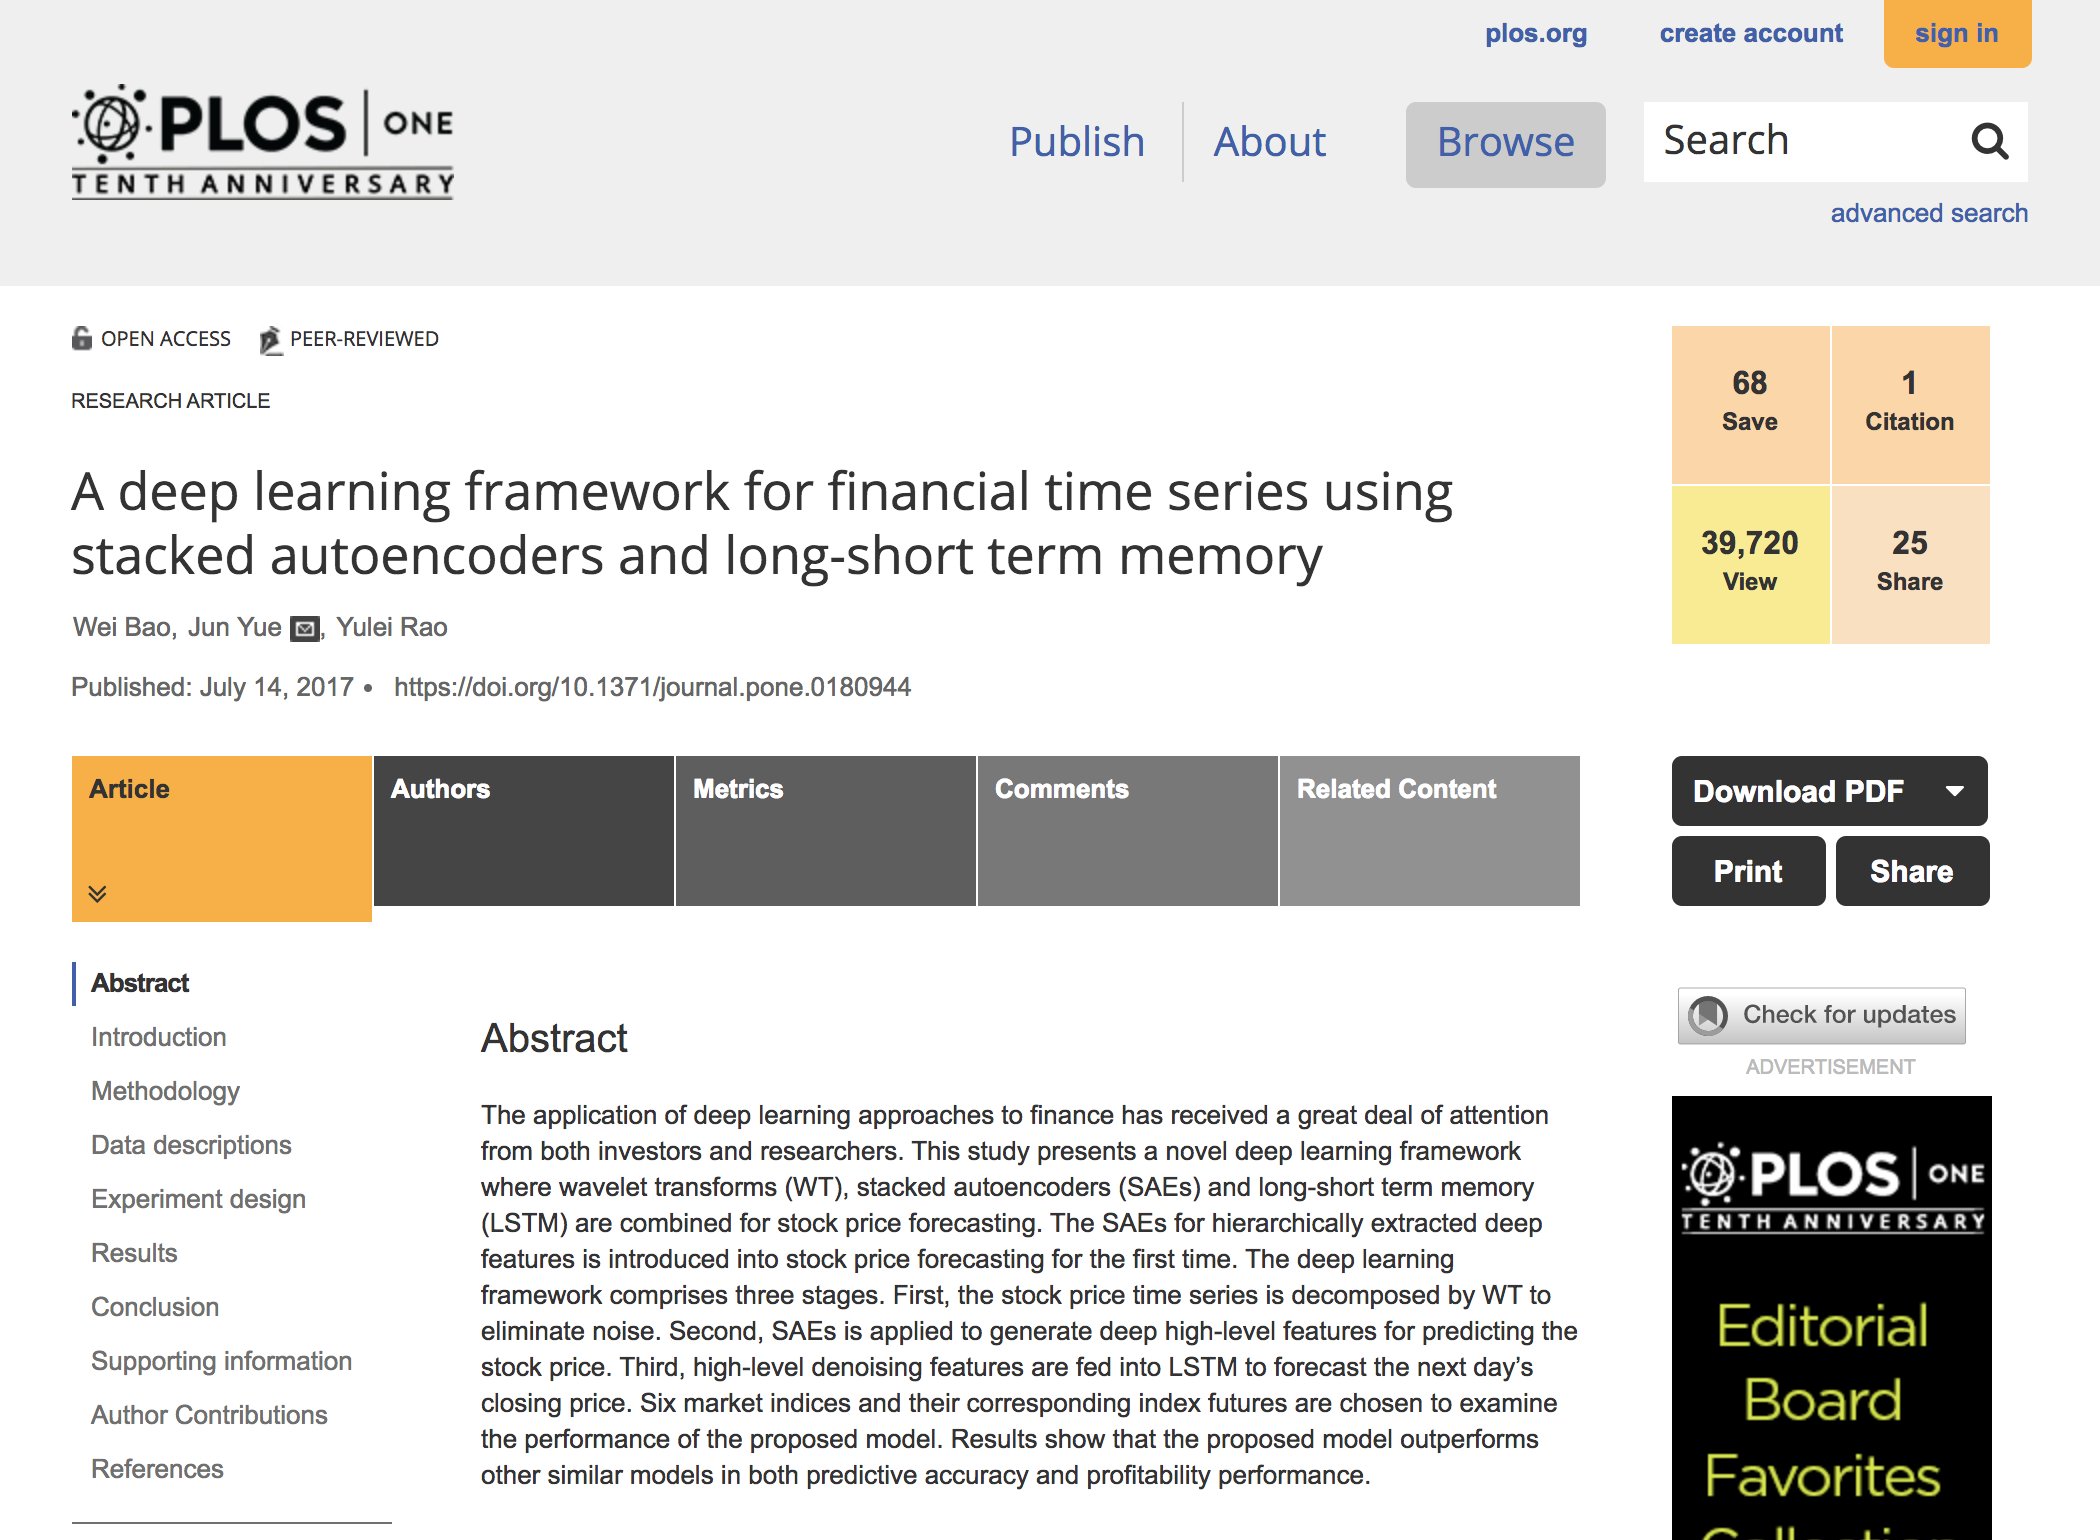 plos.org create account sign in
PLOS ONE
TENTH ANNIVERSARY
Publish About Browse Search
advanced search
OPEN ACCESS PEER-REVIEWED
RESEARCH ARTICLE
A deep learning framework for financial time series using
stacked autoencoders and long-short term memory
Wei Bao, Jun Yue , Yulei Rao
Published: July 14, 2017 • https://doi.org/10.1371/journal.pone.0180944
68
Save
1
Citation
39,720
View
25
Share
Article
Authors
Metrics
Comments
Related Content
Download PDF
Print
Share
Abstract
Introduction
Methodology
Data descriptions
Experiment design
Results
Conclusion
Supporting information
Author Contributions
References
Abstract
The application of deep learning approaches to finance has received a great deal of attention
from both investors and researchers. This study presents a novel deep learning framework
where wavelet transforms (WT), stacked autoencoders (SAEs) and long-short term memory
(LSTM) are combined for stock price forecasting. The SAEs for hierarchically extracted deep
features is introduced into stock price forecasting for the first time. The deep learning
framework comprises three stages. First, the stock price time series is decomposed by WT to
eliminate noise. Second, SAEs is applied to generate deep high-level features for predicting the
stock price. Third, high-level denoising features are fed into LSTM to forecast the next day’s
closing price. Six market indices and their corresponding index futures are chosen to examine
the performance of the proposed model. Results show that the proposed model outperforms
other similar models in both predictive accuracy and profitability performance.
Check for updates
ADVERTISEMENT
PLOS ONE
TENTH ANNIVERSARY
Editorial
Board
Favorites